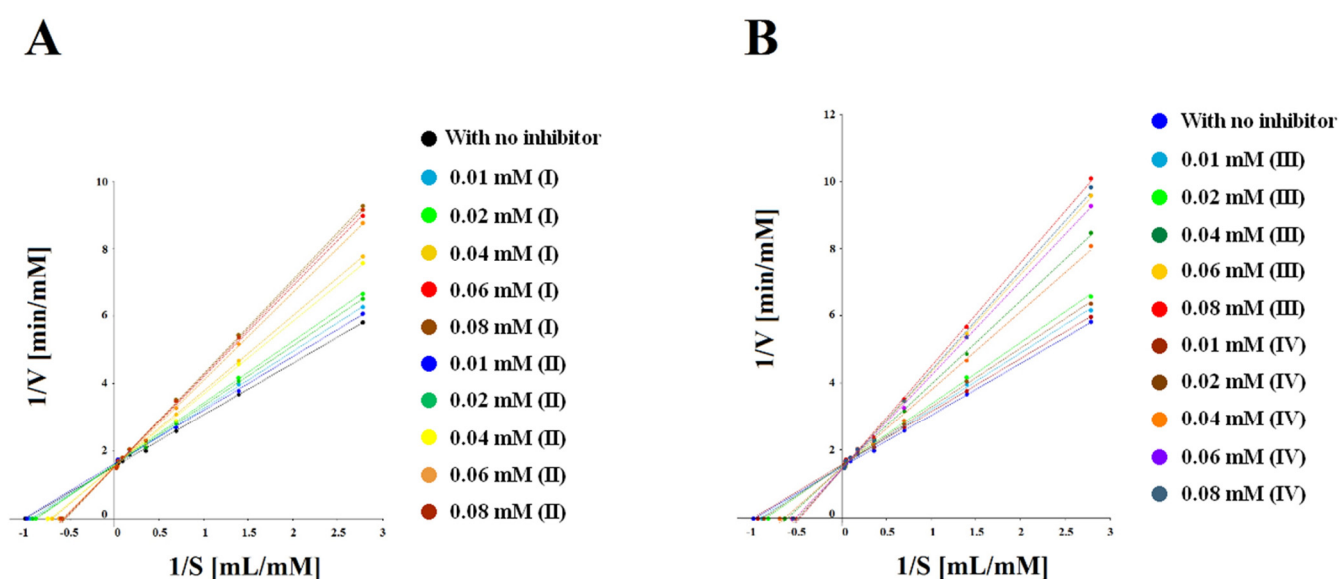 A
B
1/V [min/mM]
10
8
6
4
2
0
-1
-0.5
0
0.5
1
1.5
2
2.5
3
1/S [mL/mM]
With no inhibitor
0.01 mM (I)
0.02 mM (I)
0.04 mM (I)
0.06 mM (I)
0.08 mM (I)
0.01 mM (II)
0.02 mM (II)
0.04 mM (II)
0.06 mM (II)
0.08 mM (II)
1/V [min/mM]
12
10
8
6
4
2
0
-1
-0.5
0
0.5
1
1.5
2
2.5
3
1/S [mL/mM]
With no inhibitor
0.01 mM (III)
0.02 mM (III)
0.04 mM (III)
0.06 mM (III)
0.08 mM (III)
0.01 mM (IV)
0.02 mM (IV)
0.04 mM (IV)
0.06 mM (IV)
0.08 mM (IV)